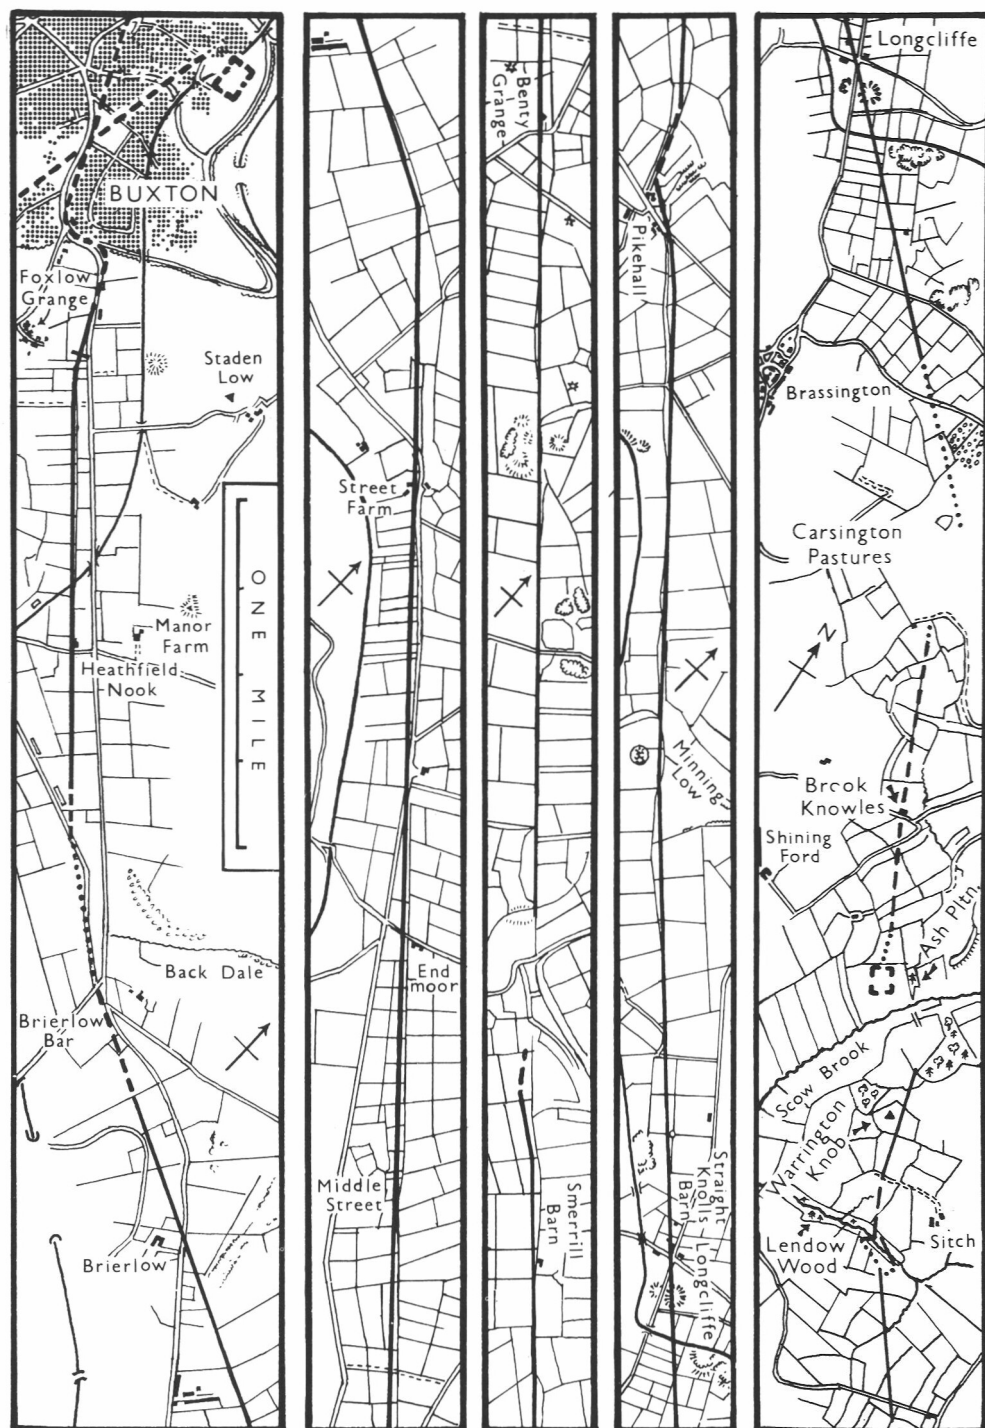 BUXTON
Foxlow
Grange
Staden
Low
ONE MILE
Manor
Farm
Heathfield
Nook
Back Dale
Brierlow
Bar
Brierlow
Street
Farm
End
moor
Middle
Street
Benty
Grange
Smerrill
Barn
Pikehall
Minning
Low
Straight
Knolls
Barn
Longcliffe
Longcliffe
Brassington
Carsington
Pastures
N
Brook
Knowles
Shining
Ford
Ash Pltn.
Scow Brook
Warrington
Knob
Lendow
Wood
Sitch